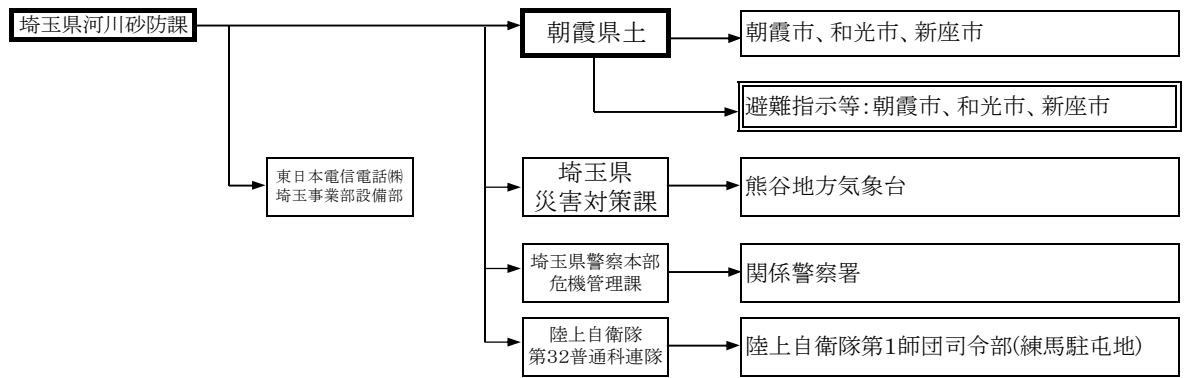 埼玉県河川砂防課
朝霞県土
朝霞市、和光市、新座市
避難指示等：朝霞市、和光市、新座市
東日本電信電話㈱
埼玉事業部設備部
埼玉県
災害対策課
熊谷地方気象台
埼玉県警察本部
危機管理課
関係警察署
陸上自衛隊
第32普通科連隊
陸上自衛隊第1師団司令部(練馬駐屯地)